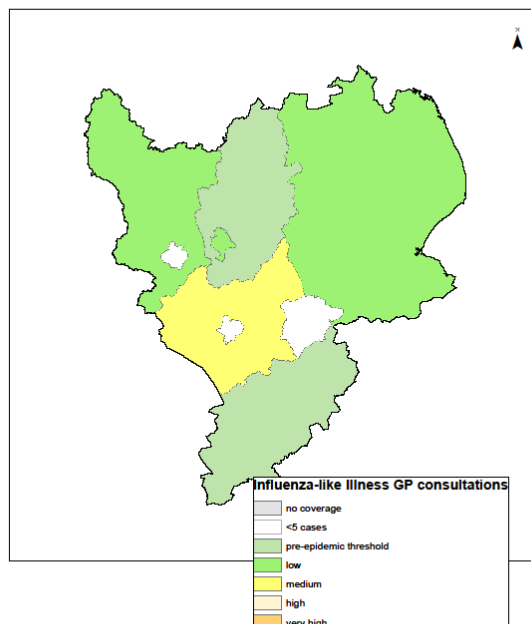 Influenza-like Illness GP consultations
no coverage
<5 cases
pre-epidemic threshold
low
medium
high
very high